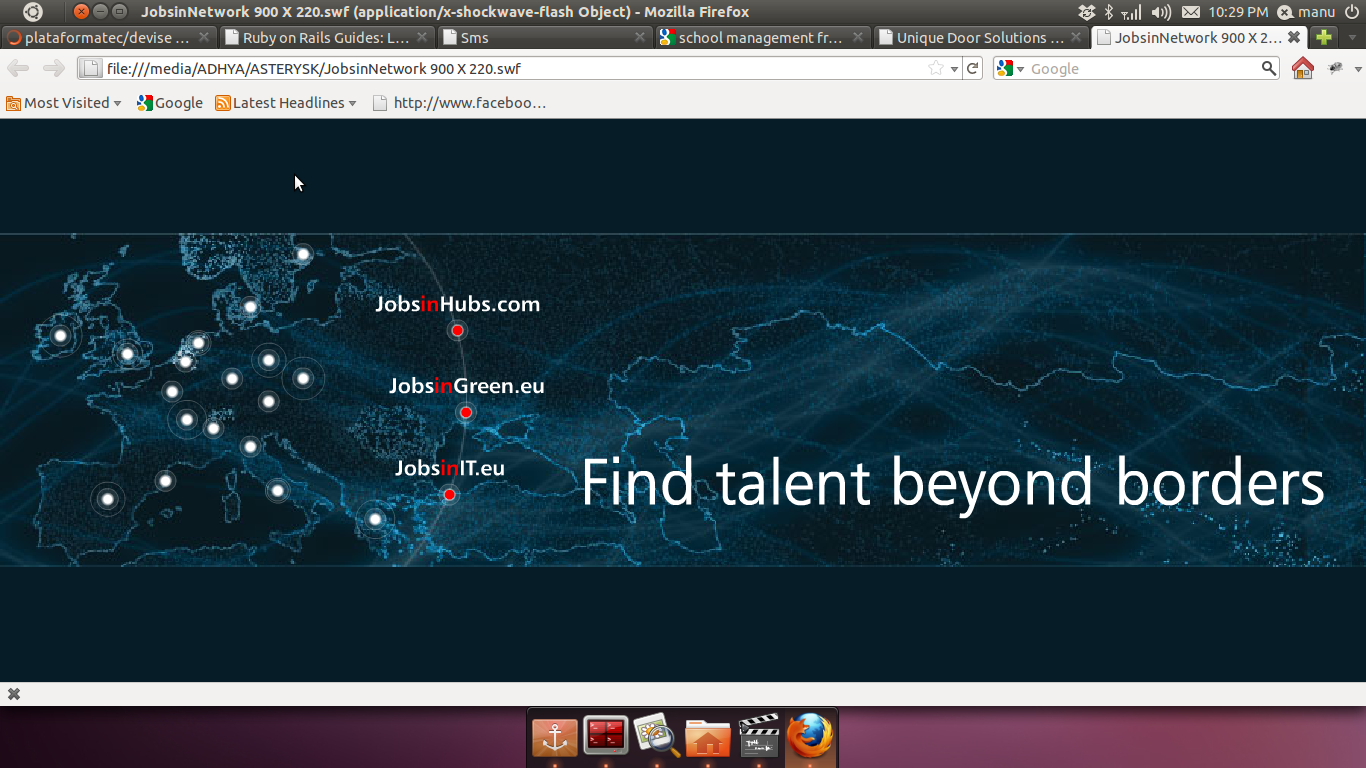 JobsinNetwork 900 X 220.swf (application/x-shockwave-flash Object) - Mozilla Firefox
10:29 PM
manu
plataformatec/devise ...
Ruby on Rails Guides: L...
Sms
school management fr...
Unique Door Solutions ...
JobsinNetwork 900 X 2...
file:///media/ADHYA/ASTERYSK/JobsinNetwork 900 X 220.swf
Google
Most Visited
Google
Latest Headlines
http://www.faceboo...
JobsinHubs.com
JobsinGreen.eu
JobsinIT.eu
Find talent beyond borders